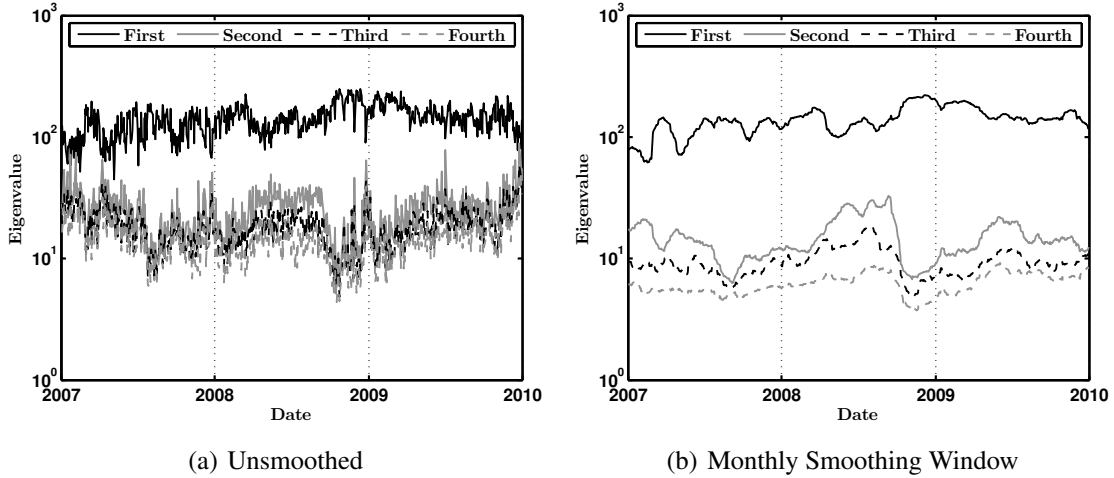 10^3
First Second Third Fourth
10^2
Eigenvalue
10^1
10^0
2007 2008 2009 2010
Date
(a) Unsmoothed
10^3
First Second Third Fourth
10^2
Eigenvalue
10^1
10^0
2007 2008 2009 2010
Date
(b) Monthly Smoothing Window